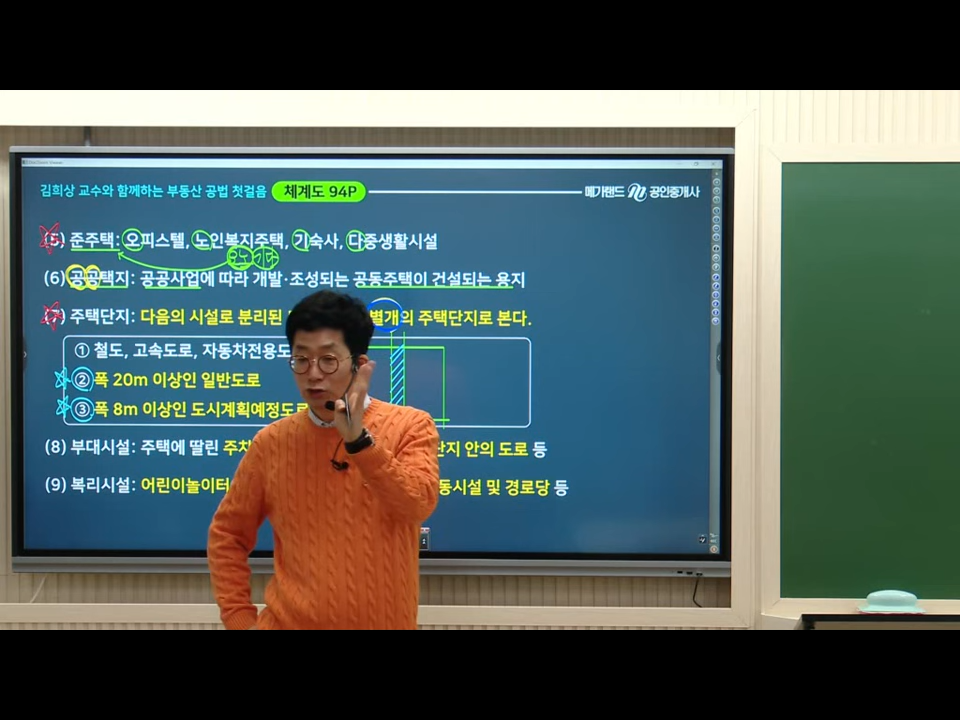 김희상 교수와 함께하는 부동산 공법 첫걸음 체계도 94P 메가랜드 공인중개사
(5) 준주택: 오피스텔, 노인복지주택, 기숙사, 다중생활시설
오노 기다
(6) 공공택지: 공공사업에 따라 개발·조성되는 공동주택이 건설되는 용지
(7) 주택단지: 다음의 시설로 분리된 별개의 주택단지로 본다.
① 철도, 고속도로, 자동차전용도
② 폭 20m 이상인 일반도로
③ 폭 8m 이상인 도시계획예정도로
(8) 부대시설: 주택에 딸린 주차 단지 안의 도로 등
(9) 복리시설: 어린이놀이터 동시설 및 경로당 등